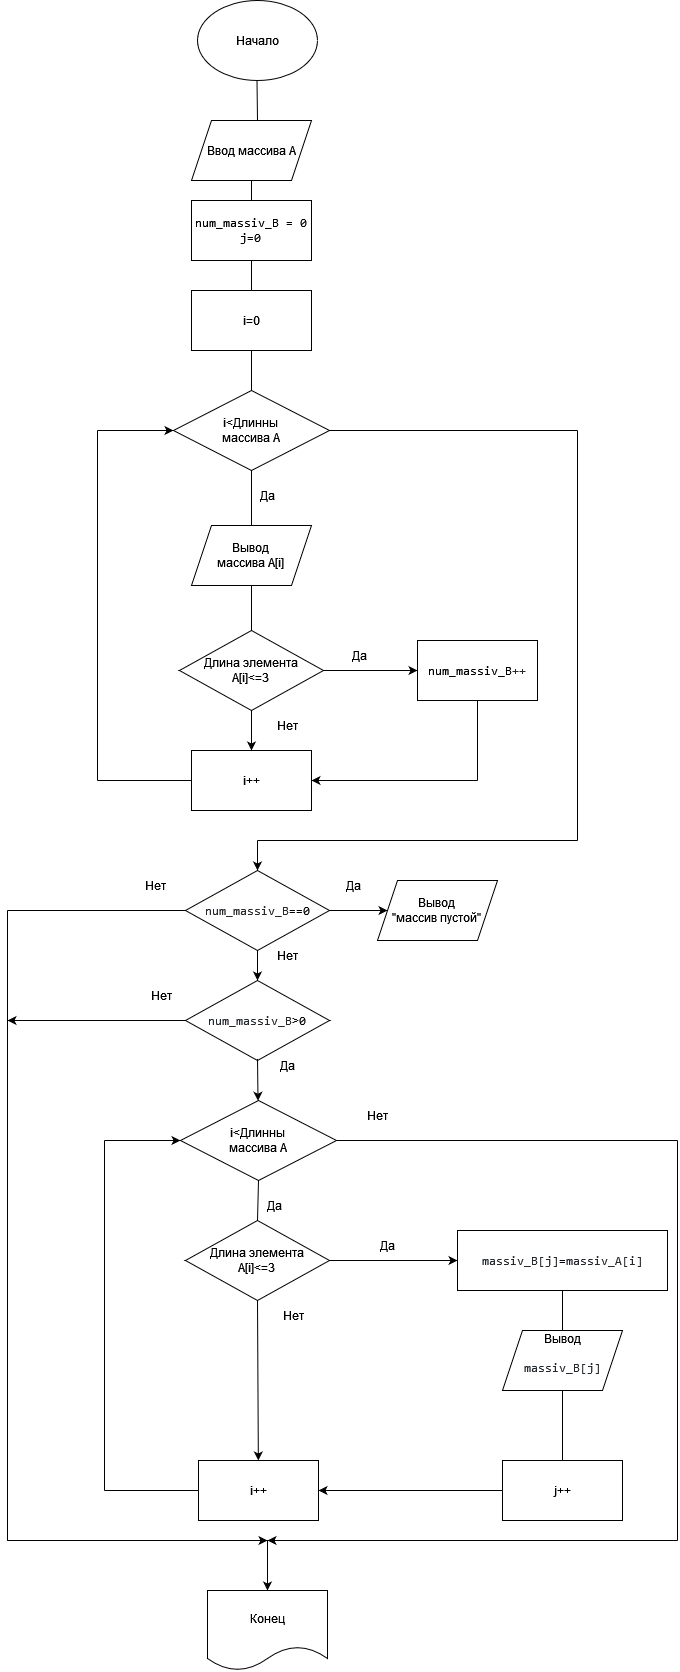 Начало
Ввод массива А
num_massiv_B = 0
j=0
i=0
i<Длинны
массива А
Да
Вывод
массива A[i]
Длина элемента
A[i]<=3
Да
num_massiv_B++
Нет
i++
Нет
num_massiv_B==0
Да
Вывод
"массив пустой"
Нет
Нет
num_massiv_B>0
Да
i<Длинны
массива А
Нет
Да
Длина элемента
A[i]<=3
Да
massiv_B[j]=massiv_A[i]
Нет
Вывод
massiv_B[j]
i++
j++
Конец